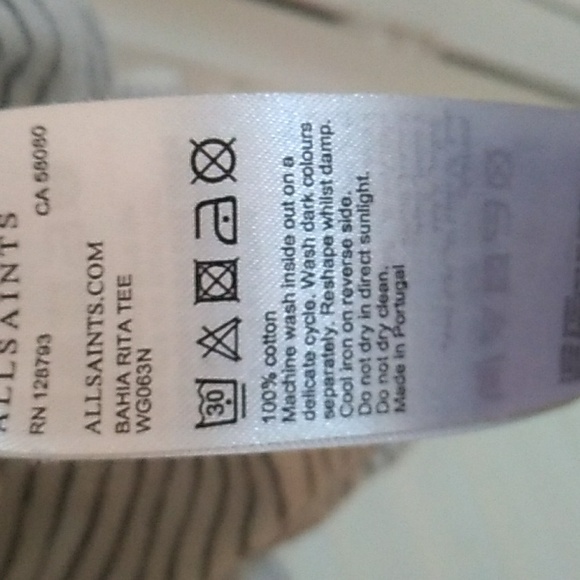 ALLSAINTS
RN 128793 CA 68080
ALLSAINTS.COM
BAHIA RITA TEE
WG063N
30
100% cotton
Machine wash inside out on a
delicate cycle. Wash dark colours
separately. Reshape whilst damp.
Cool iron on reverse side.
Do not dry in direct sunlight.
Do not dry clean.
Made in Portugal